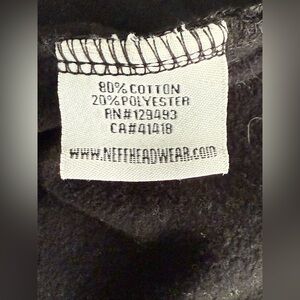 80% COTTON
20% POLYESTER
RN#129493
CA#41418
WWW.NEFFHEADWEAR.COM